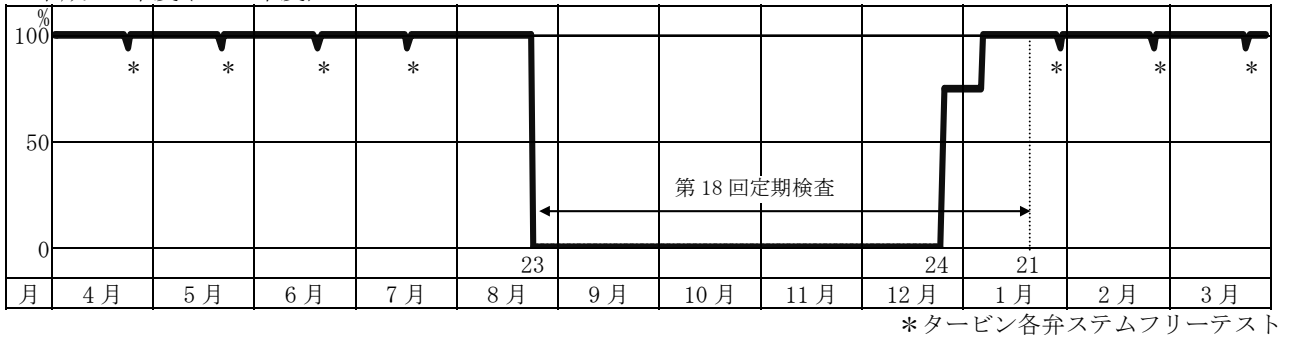 %
100
* * * * * * *
50
第 18 回定期検査
0
23 24 21
月 4 月 5 月 6 月 7 月 8 月 9 月 10 月 11 月 12 月 1 月 2 月 3 月
*タービン各弁ステムフリーテスト